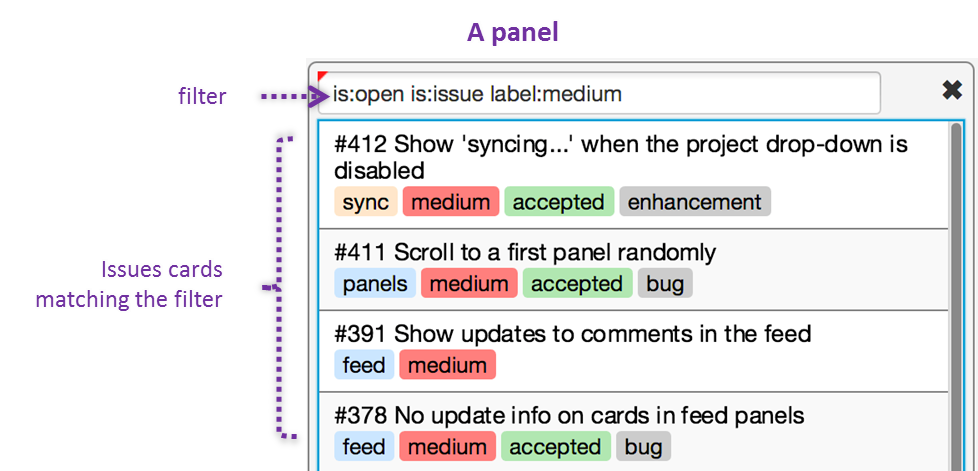 A panel
filter
is:open is:issue label:medium
✖
#412 Show 'syncing...' when the project drop-down is
disabled
sync medium accepted enhancement
#411 Scroll to a first panel randomly
panels medium accepted bug
Issues cards
matching the filter
#391 Show updates to comments in the feed
feed medium
#378 No update info on cards in feed panels
feed medium accepted bug